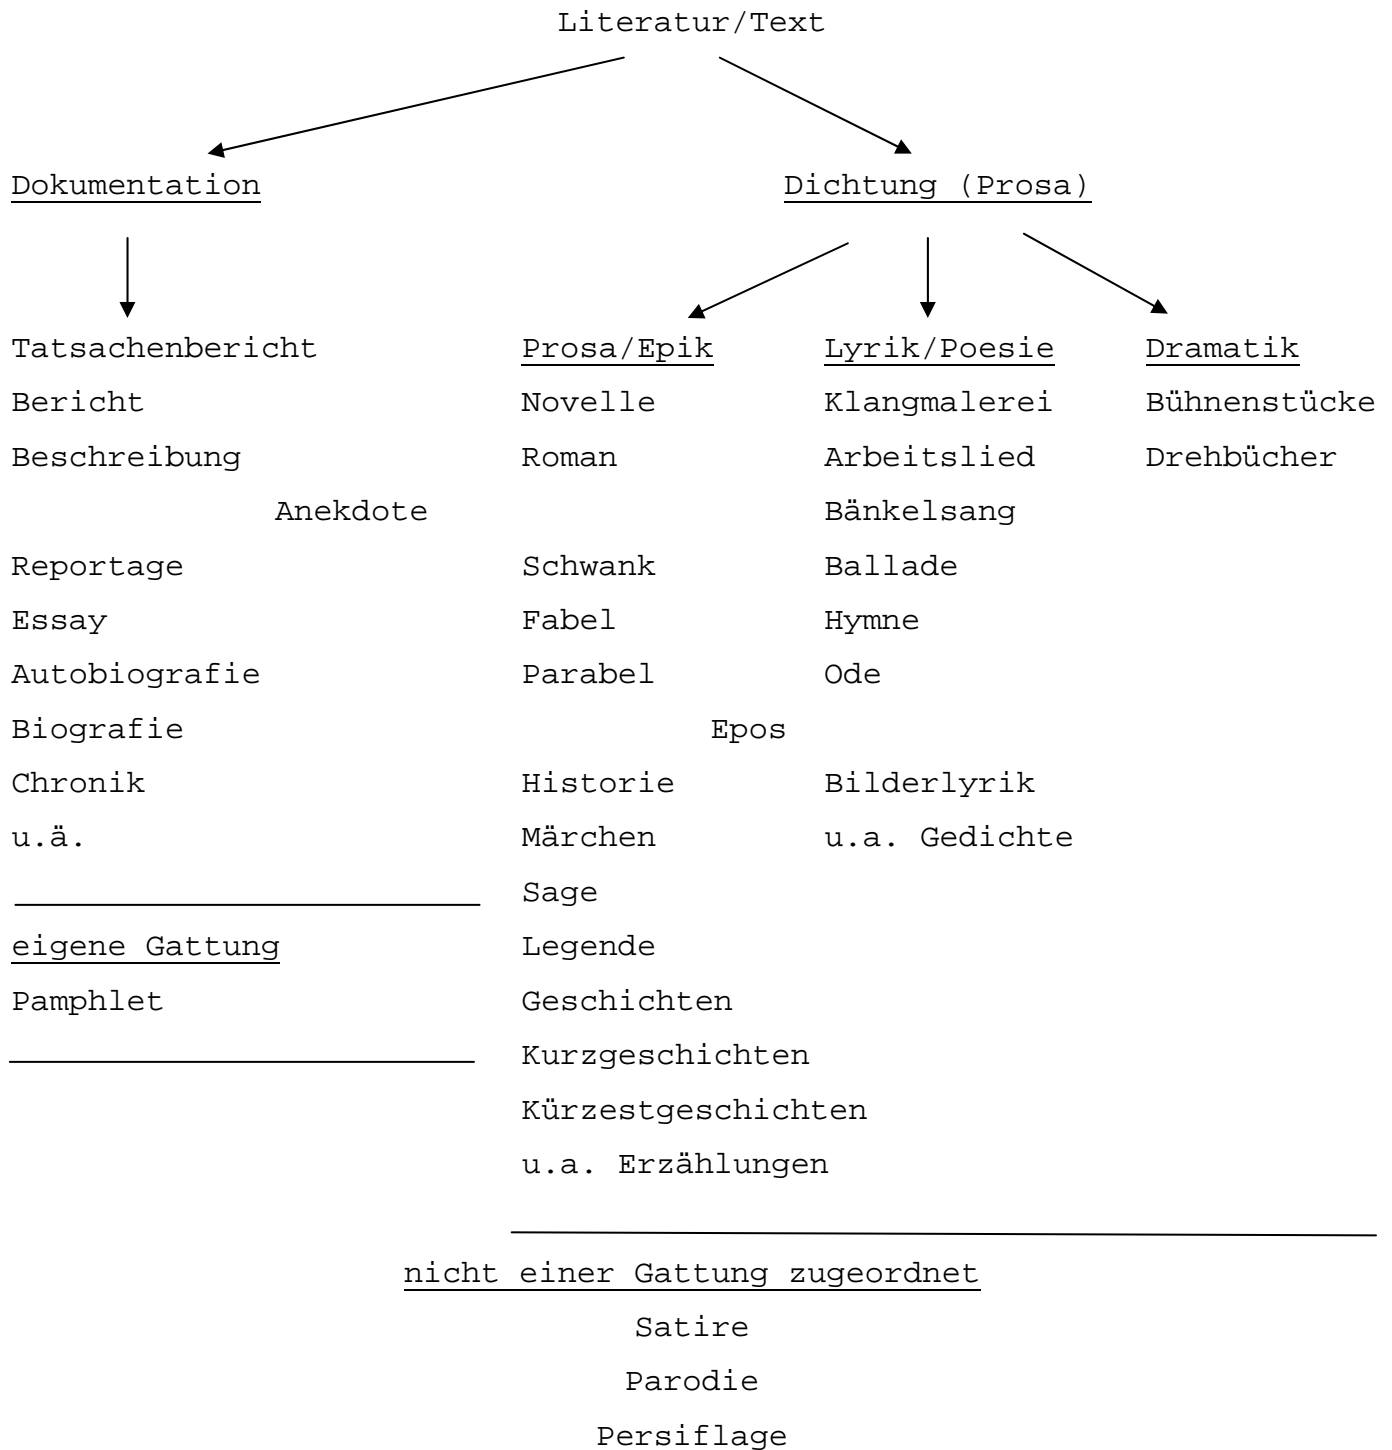 Literatur/Text
Dokumentation Dichtung (Prosa)
Tatsachenbericht Prosa/Epik Lyrik/Poesie Dramatik
Bericht Novelle Klangmalerei Bühnenstücke
Beschreibung Roman Arbeitslied Drehbücher
Anekdote Bänkelsang
Reportage Schwank Ballade
Essay Fabel Hymne
Autobiografie Parabel Ode
Biografie Epos
Chronik Historie Bilderlyrik
u.ä. Märchen u.a. Gedichte
Sage
eigene Gattung Legende
Pamphlet Geschichten
Kurzgeschichten
Kürzestgeschichten
u.a. Erzählungen
nicht einer Gattung zugeordnet
Satire
Parodie
Persiflage